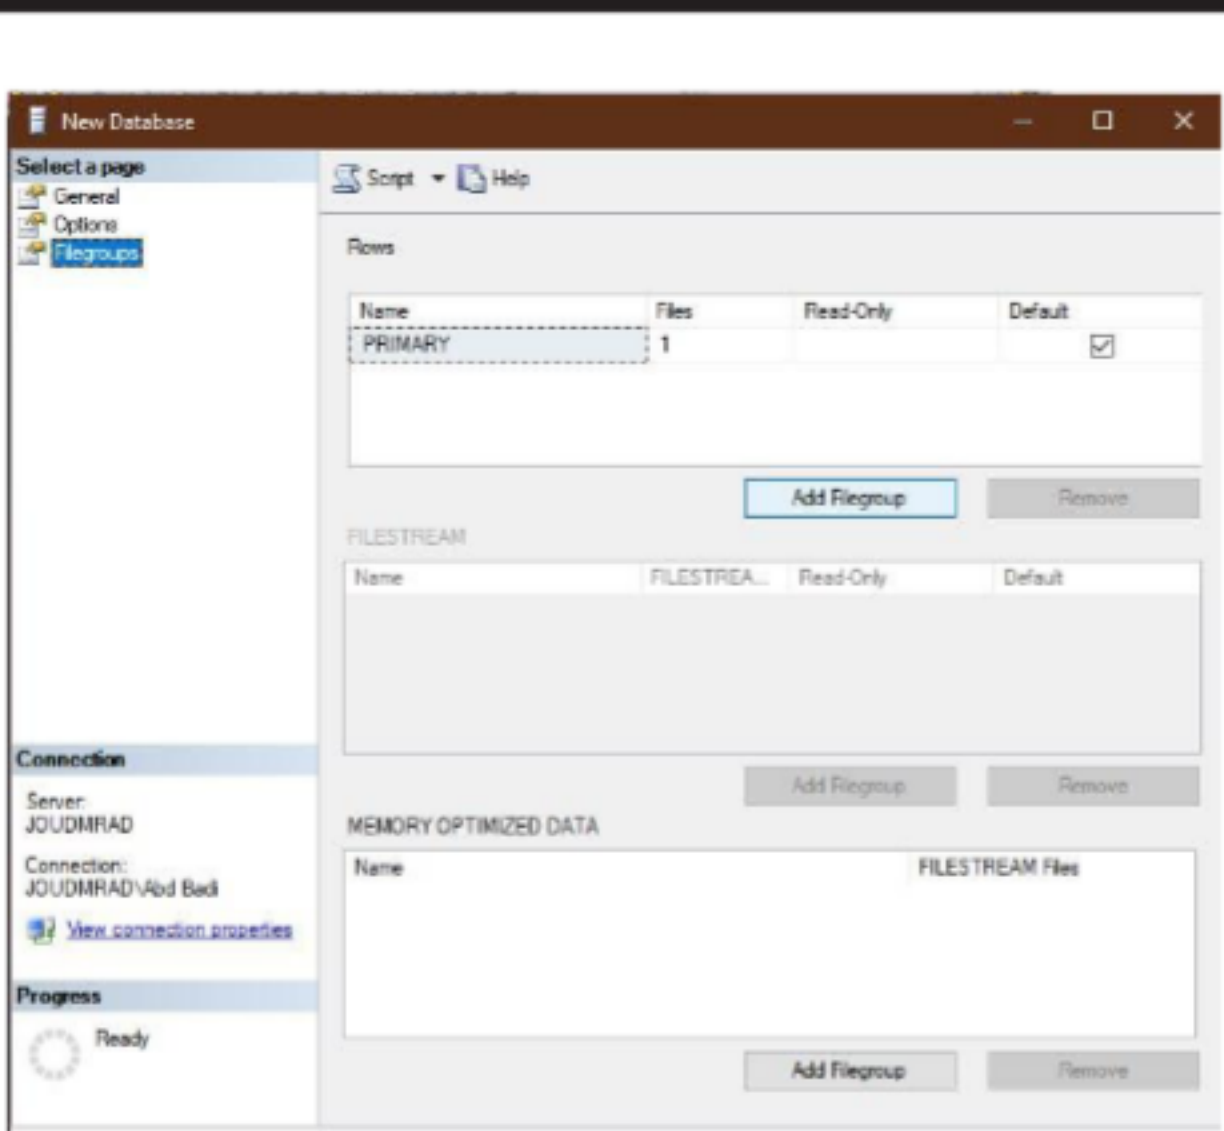 New Database
Select a page
General
Options
Filegroups
Script Help
Rows
Name Files Read-Only Default
PRIMARY 1
Add Filegroup Remove
FILESTREAM
Name FILESTREA... Read-Only Default
Add Filegroup Remove
MEMORY OPTIMIZED DATA
Name FILESTREAM Files
Add Filegroup Remove
Connection
Server:
JOUDMRAD
Connection:
JOUDMRAD\Abd Badi
View connection properties
Progress
Ready